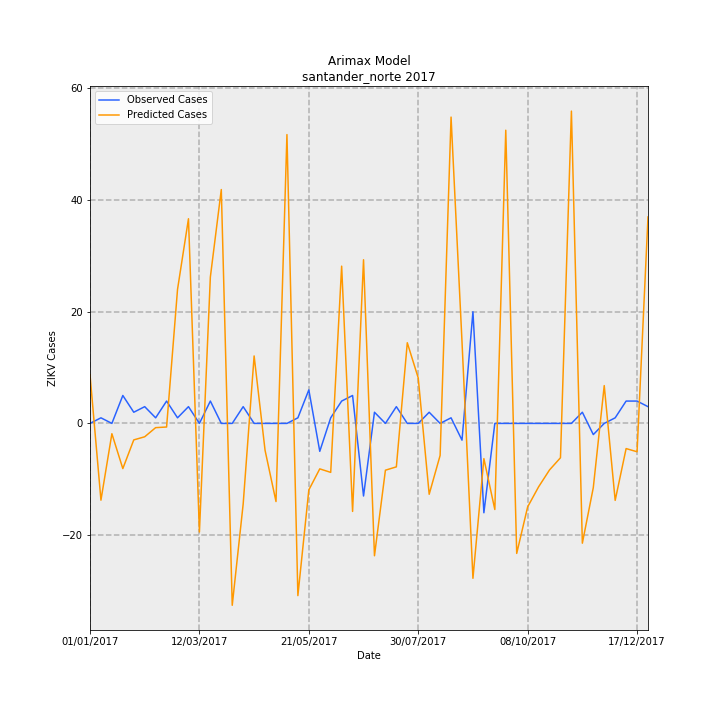 Arimax Model
santander_norte 2017
Observed Cases
Predicted Cases
60
40
20
0
−20
ZIKV Cases
01/01/2017 12/03/2017 21/05/2017 30/07/2017 08/10/2017 17/12/2017
Date